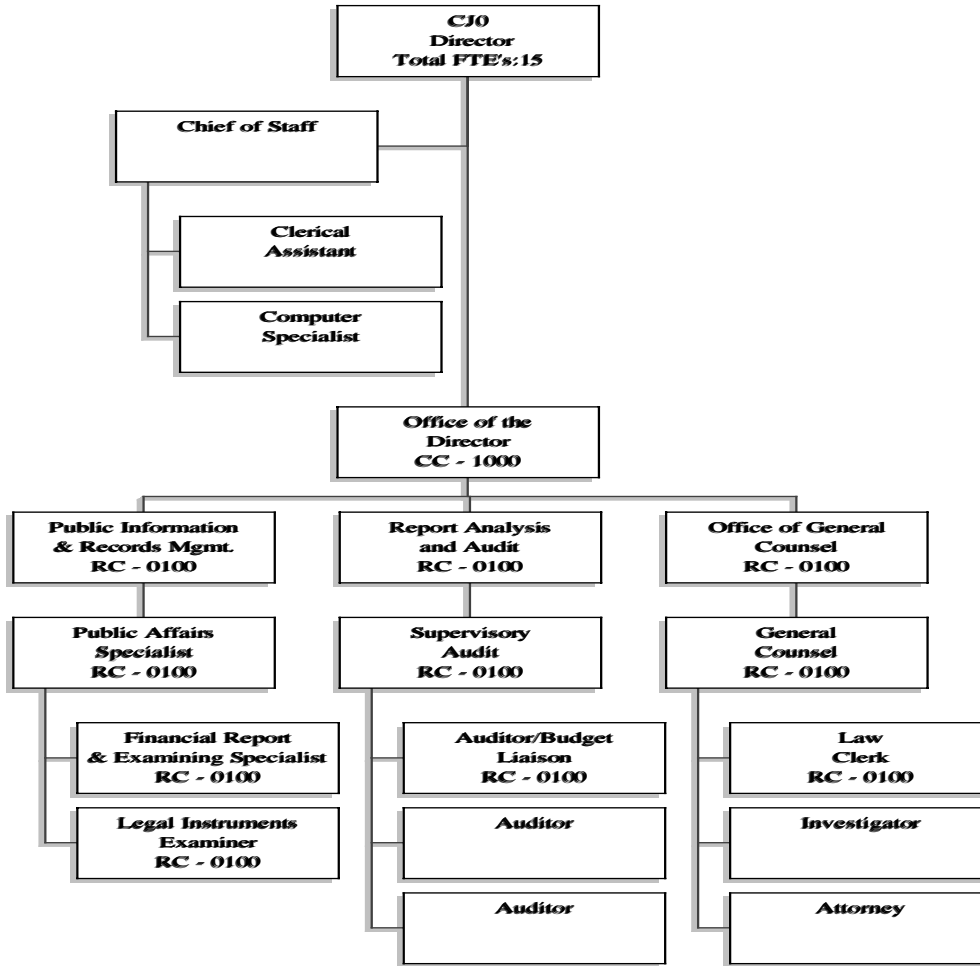 CJ0
Director
Total FTE's:15
Chief of Staff
Clerical
Assistant
Computer
Specialist
Office of the
Director
CC - 1000
Public Information
& Records Mgmt.
RC - 0100
Report Analysis
and Audit
RC - 0100
Office of General
Counsel
RC - 0100
Public Affairs
Specialist
RC - 0100
Supervisory
Audit
RC - 0100
General
Counsel
RC - 0100
Financial Report
& Examining Specialist
RC - 0100
Auditor/Budget
Liaison
RC - 0100
Law
Clerk
RC - 0100
Legal Instruments
Examiner
RC - 0100
Auditor
Investigator
Auditor
Attorney